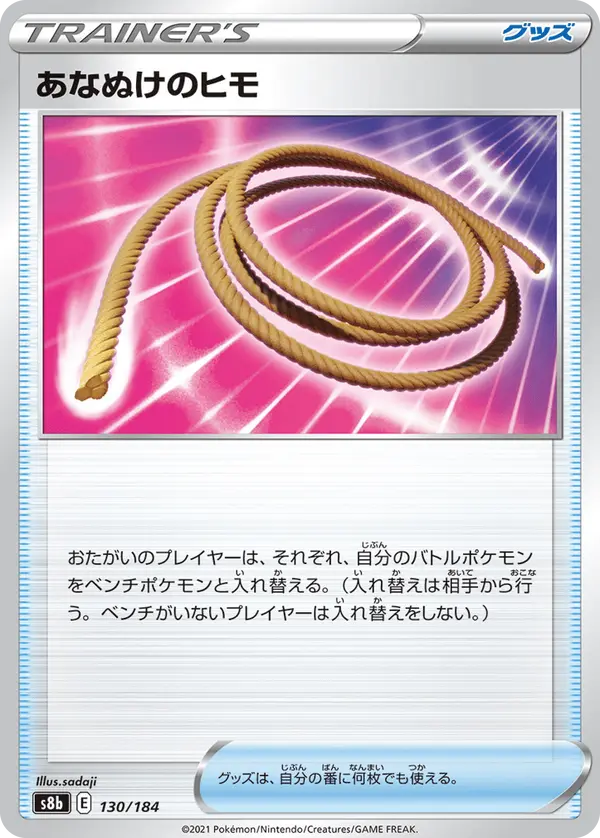 TRAINER'S グッズ
あなぬけのヒモ
おたがいのプレイヤーは、それぞれ、自分のバトルポケモン
をベンチポケモンと入れ替える。（入れ替えは相手から行
う。ベンチがいないプレイヤーは入れ替えをしない。）
グッズは、自分の番に何枚でも使える。
Illus.sadaji
s8b E 130/184
©2021 Pokémon/Nintendo/Creatures/GAME FREAK.